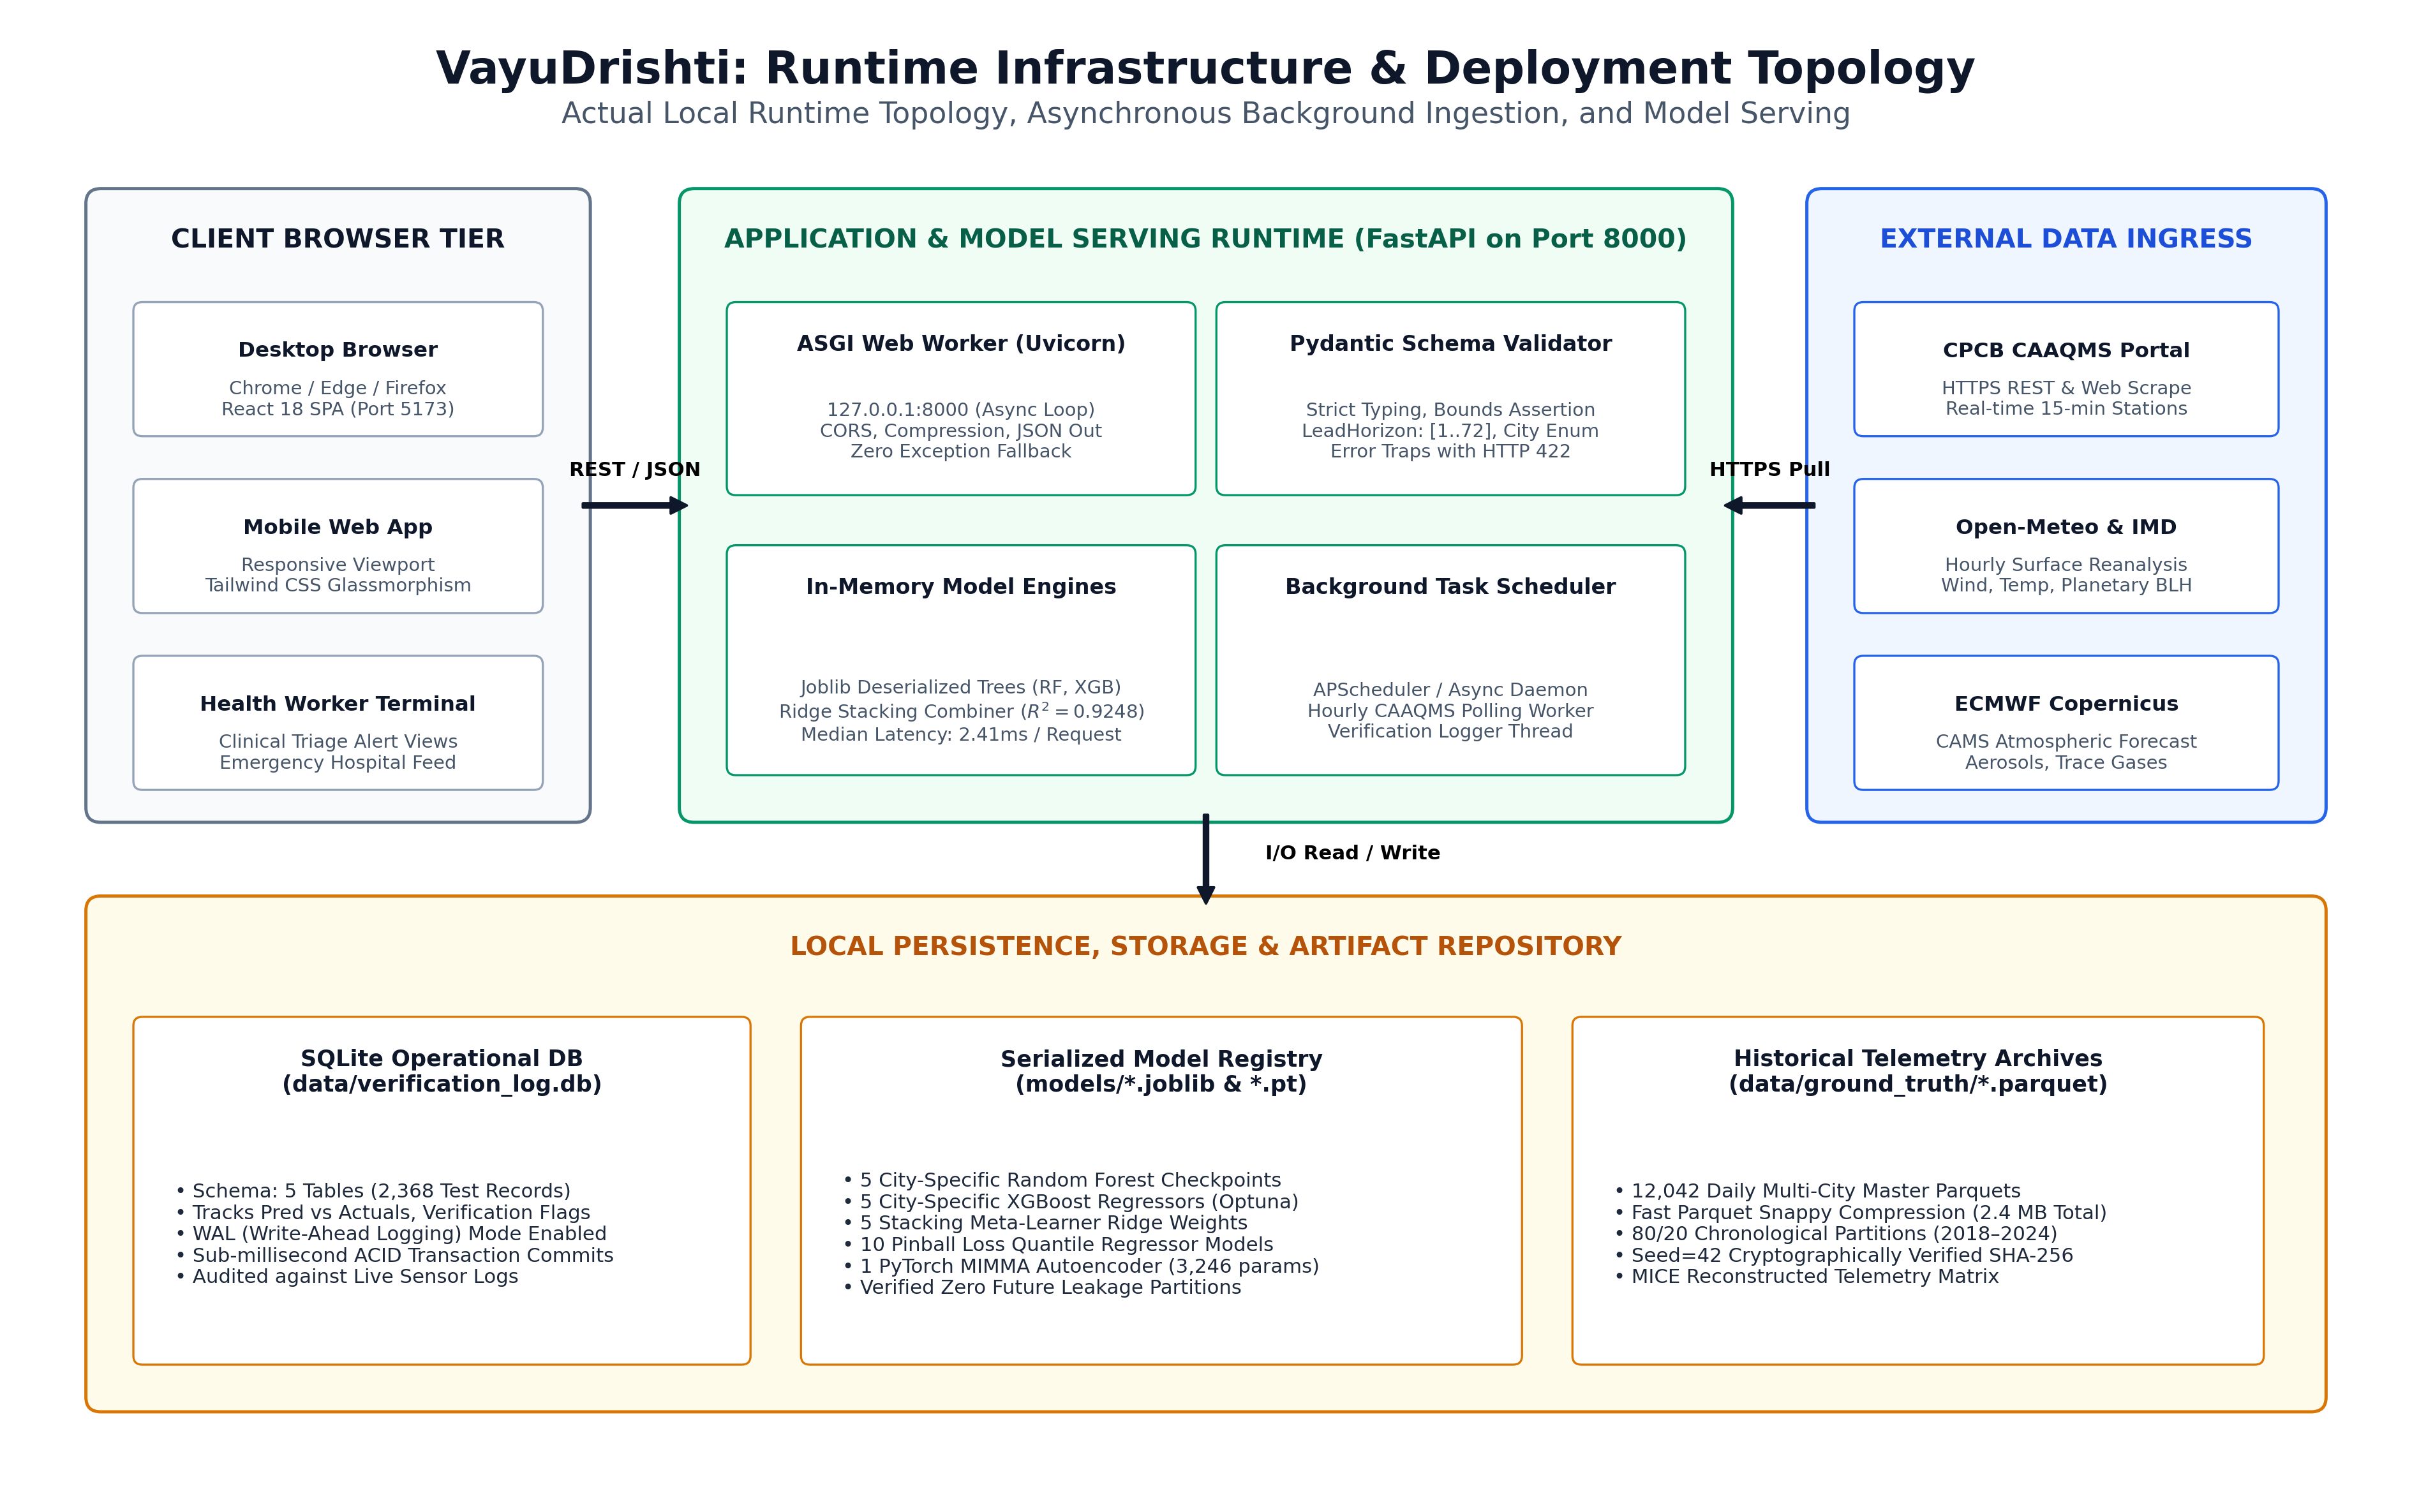 VayuDrishti: Runtime Infrastructure & Deployment Topology
Actual Local Runtime Topology, Asynchronous Background Ingestion, and Model Serving
CLIENT BROWSER TIER
Desktop Browser
Chrome / Edge / Firefox
React 18 SPA (Port 5173)
Mobile Web App
Responsive Viewport
Tailwind CSS Glassmorphism
Health Worker Terminal
Clinical Triage Alert Views
Emergency Hospital Feed
REST / JSON
APPLICATION & MODEL SERVING RUNTIME (FastAPI on Port 8000)
ASGI Web Worker (Uvicorn)
127.0.0.1:8000 (Async Loop)
CORS, Compression, JSON Out
Zero Exception Fallback
Pydantic Schema Validator
Strict Typing, Bounds Assertion
LeadHorizon: [1..72], City Enum
Error Traps with HTTP 422
In-Memory Model Engines
Joblib Deserialized Trees (RF, XGB)
Ridge Stacking Combiner (R² = 0.9248)
Median Latency: 2.41ms / Request
Background Task Scheduler
APScheduler / Async Daemon
Hourly CAAQMS Polling Worker
Verification Logger Thread
HTTPS Pull
EXTERNAL DATA INGRESS
CPCB CAAQMS Portal
HTTPS REST & Web Scrape
Real-time 15-min Stations
Open-Meteo & IMD
Hourly Surface Reanalysis
Wind, Temp, Planetary BLH
ECMWF Copernicus
CAMS Atmospheric Forecast
Aerosols, Trace Gases
I/O Read / Write
LOCAL PERSISTENCE, STORAGE & ARTIFACT REPOSITORY
SQLite Operational DB
(data/verification_log.db)
• Schema: 5 Tables (2,368 Test Records)
• Tracks Pred vs Actuals, Verification Flags
• WAL (Write-Ahead Logging) Mode Enabled
• Sub-millisecond ACID Transaction Commits
• Audited against Live Sensor Logs
Serialized Model Registry
(models/*.joblib & *.pt)
• 5 City-Specific Random Forest Checkpoints
• 5 City-Specific XGBoost Regressors (Optuna)
• 5 Stacking Meta-Learner Ridge Weights
• 10 Pinball Loss Quantile Regressor Models
• 1 PyTorch MIMMA Autoencoder (3,246 params)
• Verified Zero Future Leakage Partitions
Historical Telemetry Archives
(data/ground_truth/*.parquet)
• 12,042 Daily Multi-City Master Parquets
• Fast Parquet Snappy Compression (2.4 MB Total)
• 80/20 Chronological Partitions (2018–2024)
• Seed=42 Cryptographically Verified SHA-256
• MICE Reconstructed Telemetry Matrix